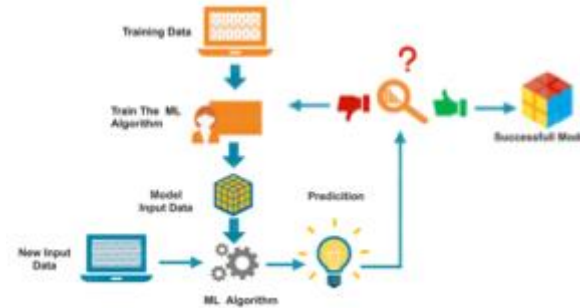 Training Data
?
Train The ML
Algorithm
Successfull Mod
Model
Input Data
Predicition
New Input
Data
ML Algorithm